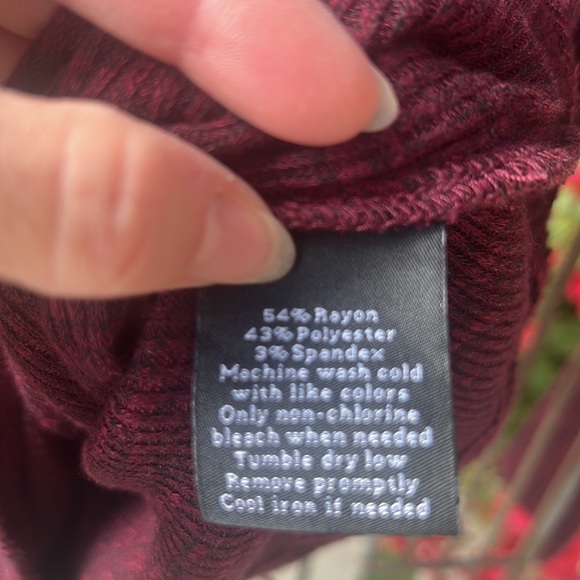 54% Rayon
43% Polyester
3% Spandex
Machine wash cold
with like colors
Only non-chlorine
bleach when needed
Tumble dry low
Remove promptly
Cool iron if needed